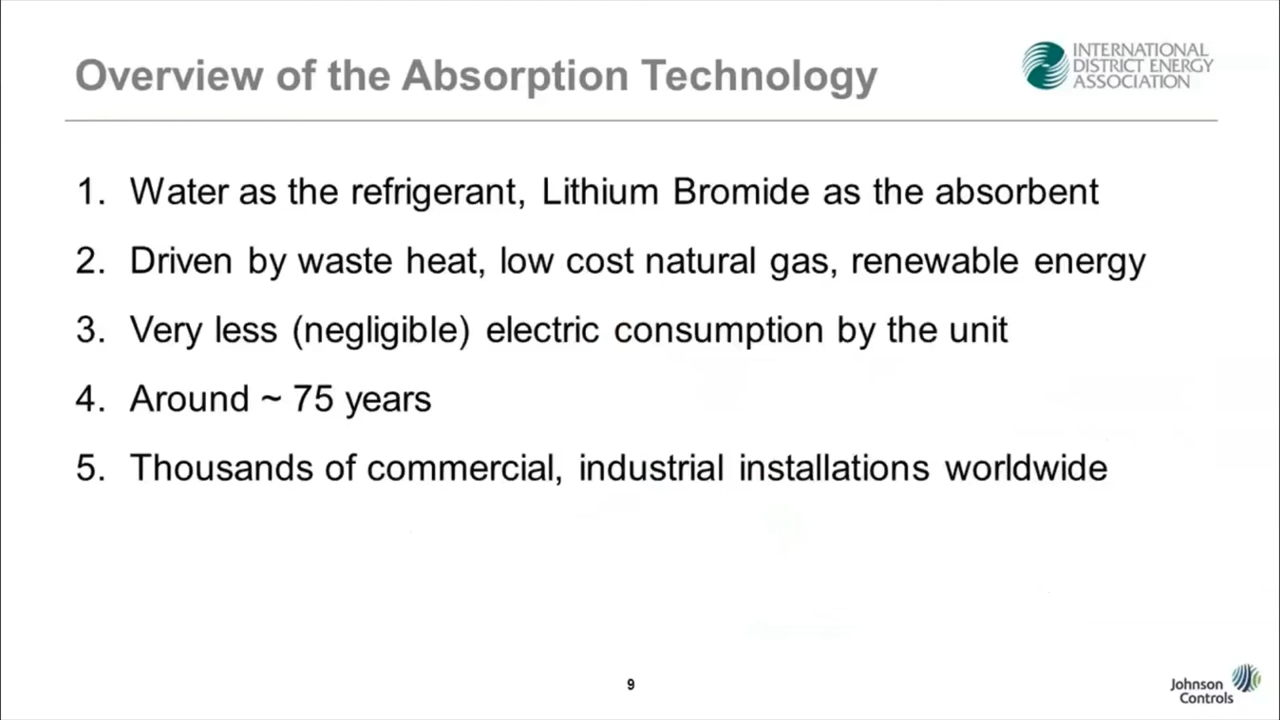 Overview of the Absorption Technology
INTERNATIONAL
DISTRICT ENERGY
ASSOCIATION
1. Water as the refrigerant, Lithium Bromide as the absorbent
2. Driven by waste heat, low cost natural gas, renewable energy
3. Very less (negligible) electric consumption by the unit
4. Around ~ 75 years
5. Thousands of commercial, industrial installations worldwide
9
Johnson
Controls